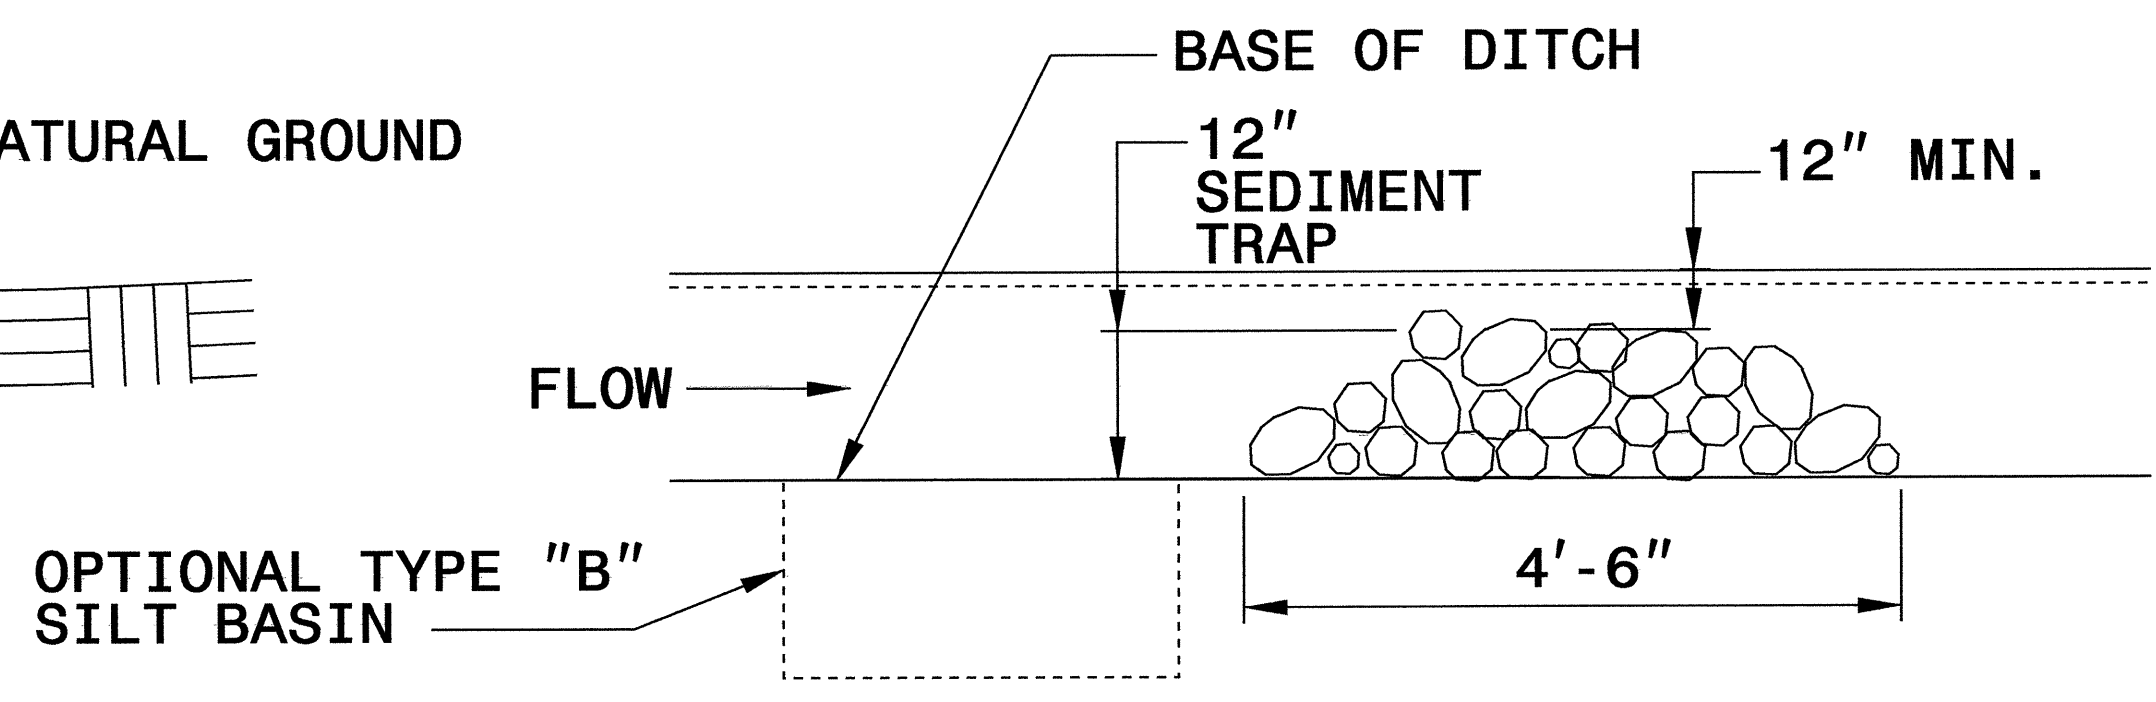 BASE OF DITCH
ATURAL GROUND
12"
SEDIMENT
TRAP
12" MIN.
FLOW
OPTIONAL TYPE "B"
SILT BASIN
4'-6"